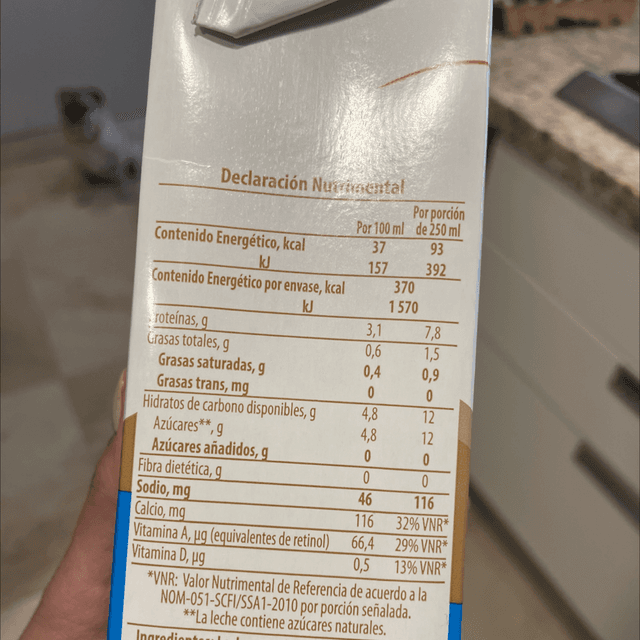 Declaración Nutrimental
Por porción
Por 100 ml de 250 ml
Contenido Energético, kcal 37 93
kJ 157 392
Contenido Energético por envase, kcal 370
kJ 1 570
roteínas, g 3,1 7,8
Grasas totales, g 0,6 1,5
Grasas saturadas, g 0,4 0,9
Grasas trans, mg 0 0
Hidratos de carbono disponibles, g 4,8 12
Azúcares**, g 4,8 12
Azúcares añadidos, g 0 0
Fibra dietética, g 0 0
Sodio, mg 46 116
Calcio, mg 116 32% VNR*
Vitamina A, µg (equivalentes de retinol) 66,4 29% VNR*
Vitamina D, µg 0,5 13% VNR*
*VNR: Valor Nutrimental de Referencia de acuerdo a la
NOM-051-SCFI/SSA1-2010 por porción señalada.
**La leche contiene azúcares naturales.